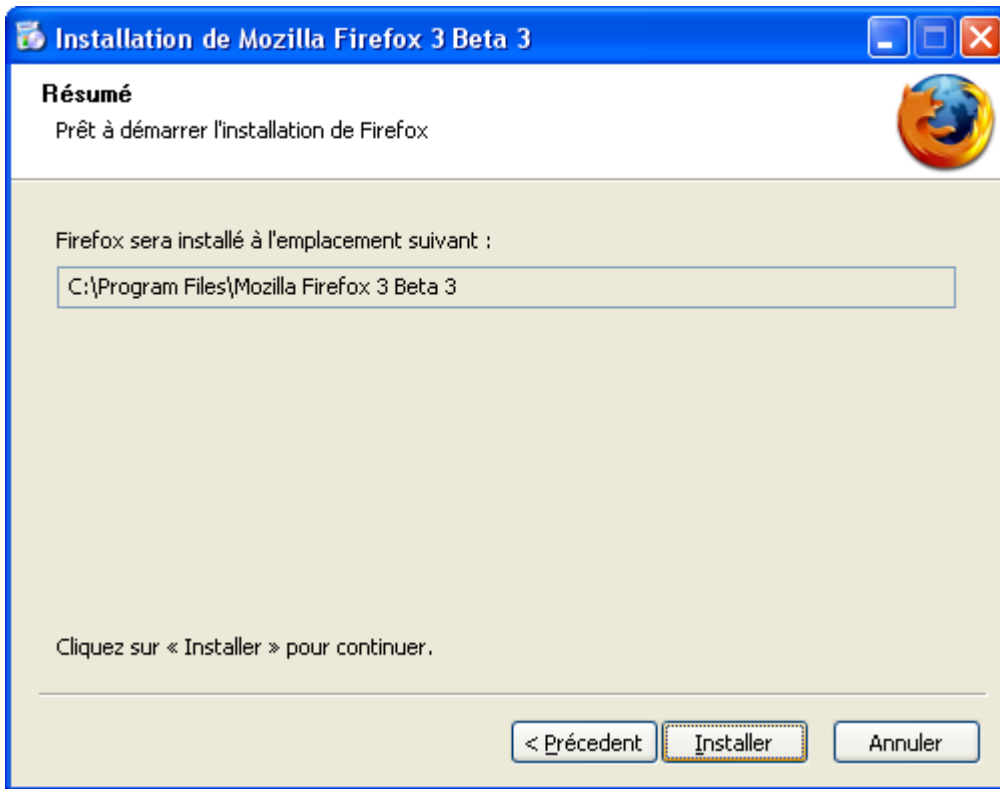 Installation de Mozilla Firefox 3 Beta 3
Résumé
Prêt à démarrer l'installation de Firefox
Firefox sera installé à l'emplacement suivant :
C:\Program Files\Mozilla Firefox 3 Beta 3
Cliquez sur « Installer » pour continuer.
< Précedent Installer Annuler